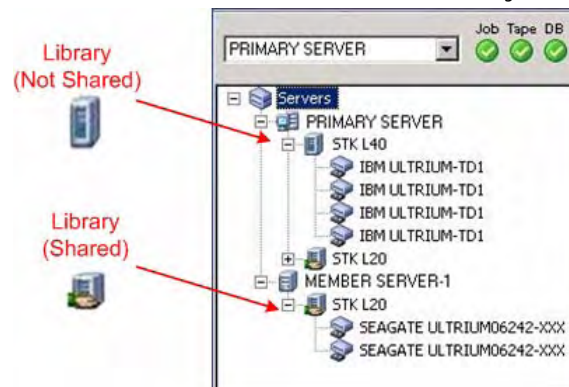 Library
(Not Shared)
Library
(Shared)
Job Tape DB
PRIMARY SERVER
Servers
PRIMARY SERVER
STK L40
IBM ULTRIUM-TD1
IBM ULTRIUM-TD1
IBM ULTRIUM-TD1
IBM ULTRIUM-TD1
STK L20
MEMBER SERVER-1
STK L20
SEAGATE ULTRIUM06242-XXX
SEAGATE ULTRIUM06242-XXX